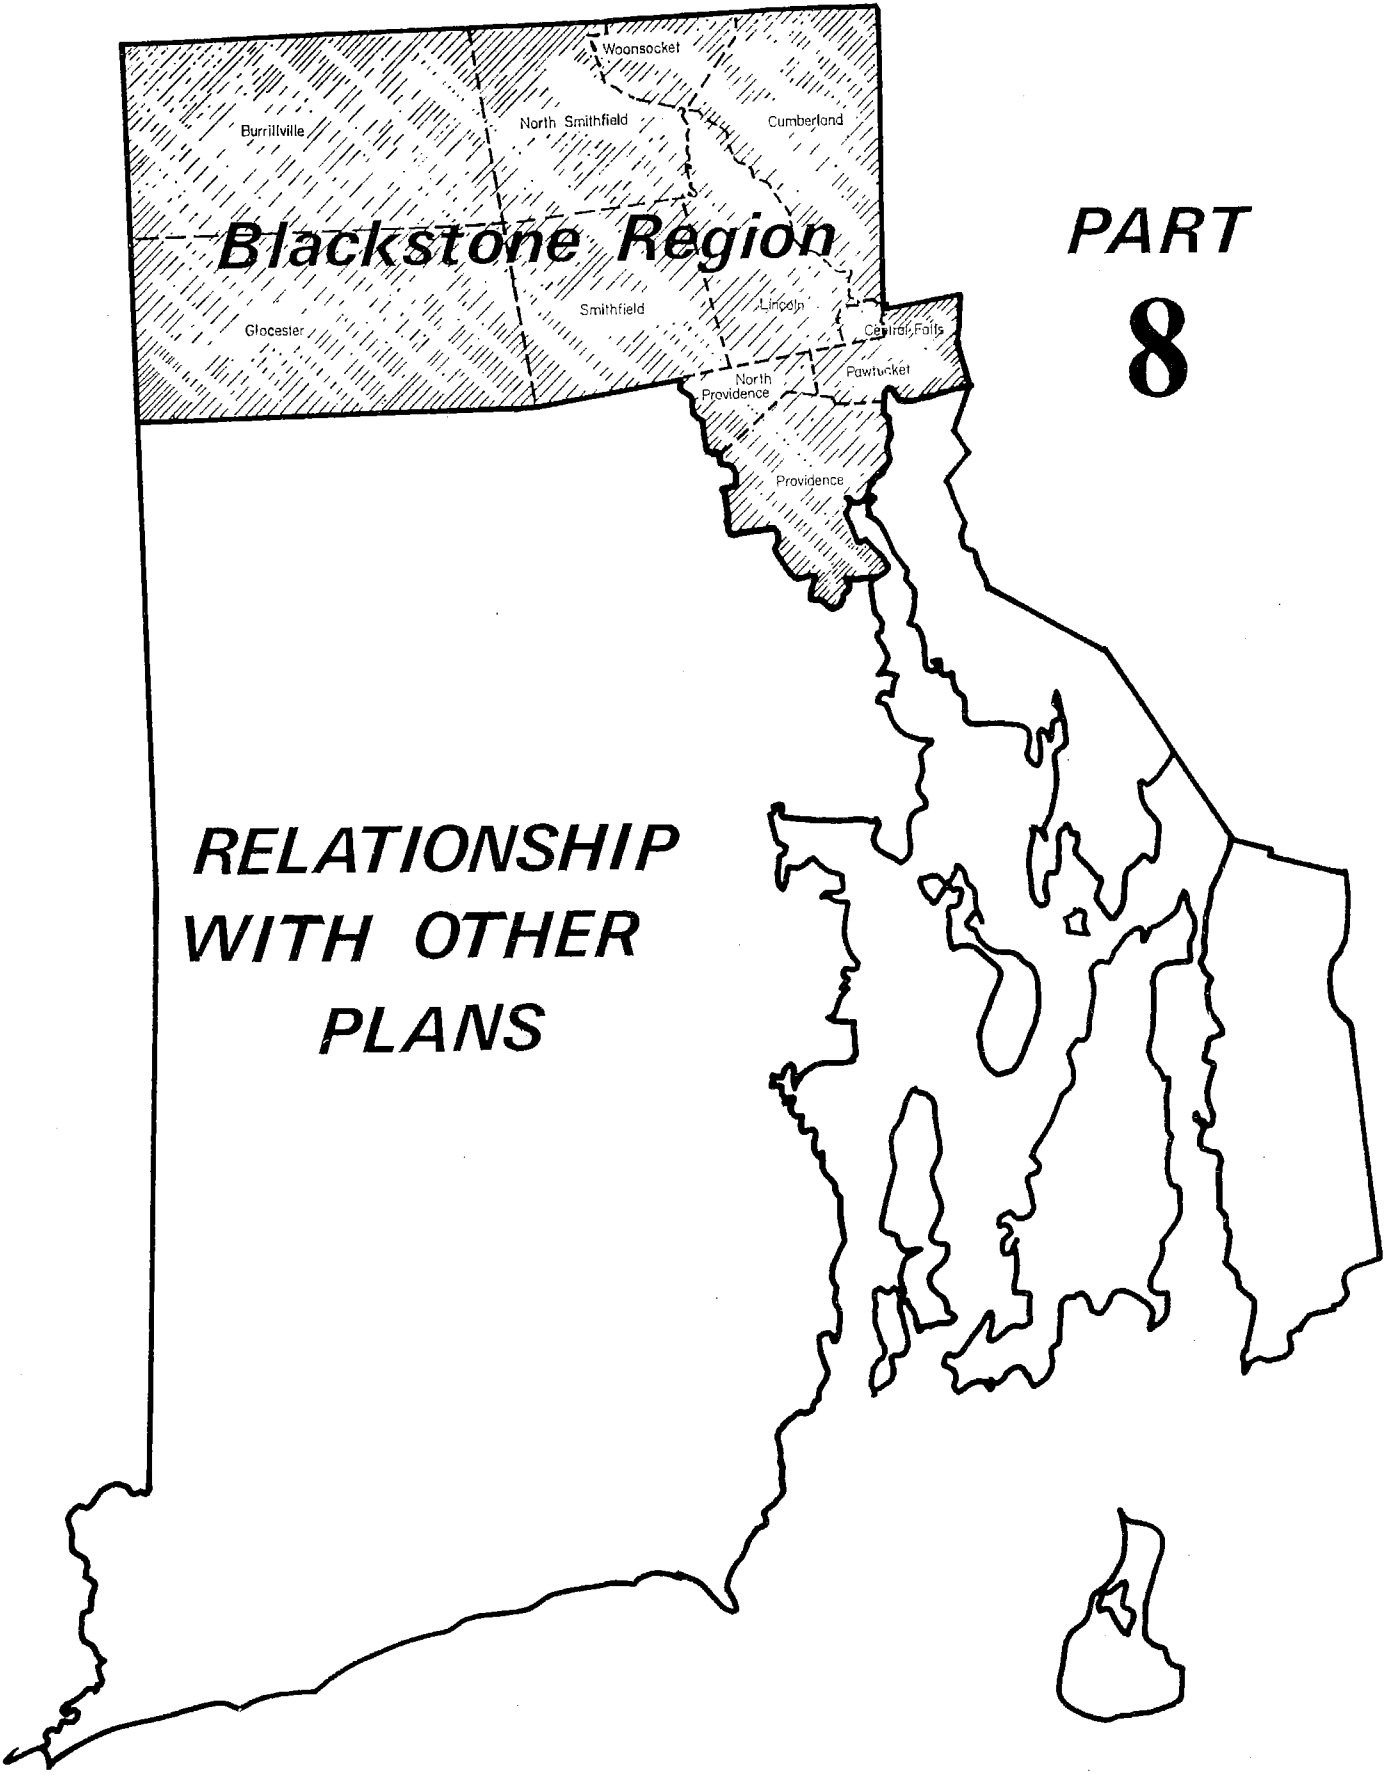 Woonsocket
Burrillville
North Smithfield
Cumberland
Blackstone Region
PART
8
Glocester
Smithfield
Lincoln
Central Falls
Pawtucket
North
Providence
Providence
RELATIONSHIP
WITH OTHER
PLANS